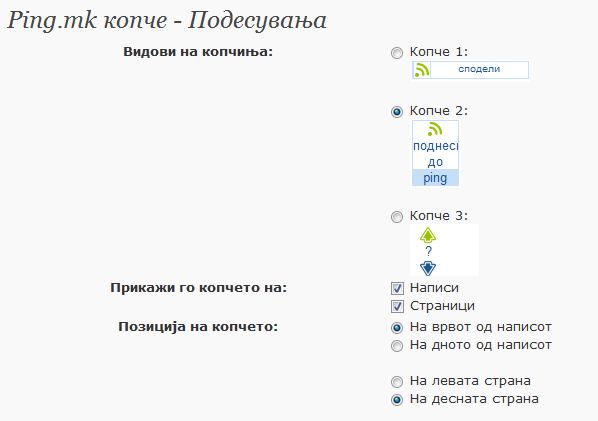 Ping.mk копче - Подесувања
Видови на копчиња:
Копче 1:
сподели
Копче 2:
поднеси
до
ping
Копче 3:
?
Прикажи го копчето на:
Написи
Страници
Позиција на копчето:
На врвот од написот
На дното од написот
На левата страна
На десната страна